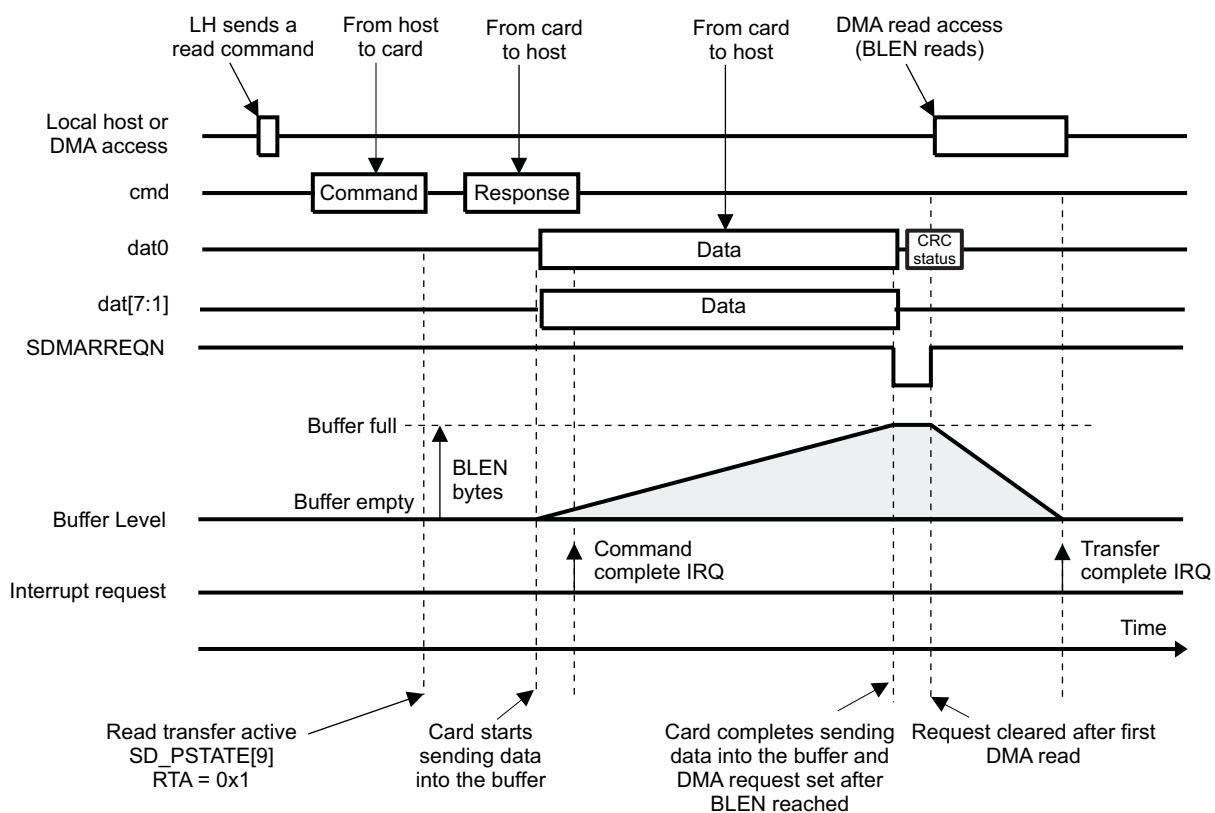 LH sends a
read command
From host
to card
From card
to host
From card
to host
DMA read access
(BLEN reads)
Local host or
DMA access
cmd
Command
Response
dat0
Data
CRC
status
dat[7:1]
Data
SDMARREQN
Buffer full
BLEN
bytes
Buffer empty
Buffer Level
Command
complete IRQ
Transfer
complete IRQ
Interrupt request
Time
Read transfer active
SD_PSTATE[9]
RTA = 0x1
Card starts
sending data
into the buffer
Card completes sending
data into the buffer and
DMA request set after
BLEN reached
Request cleared after first
DMA read